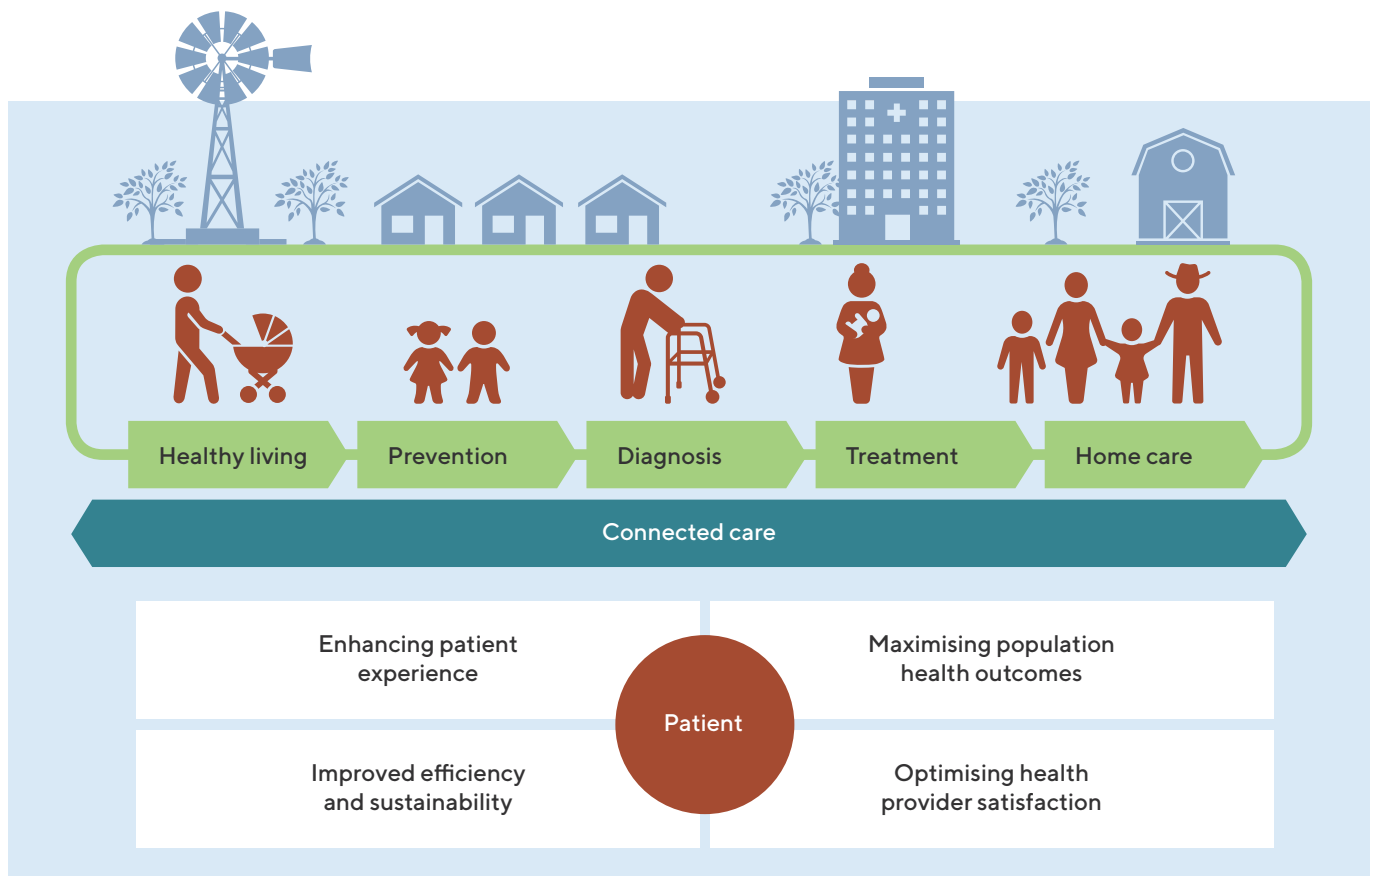 Healthy living
Prevention
Diagnosis
Treatment
Home care
Connected care
Enhancing patient
experience
Maximising population
health outcomes
Patient
Improved efficiency
and sustainability
Optimising health
provider satisfaction